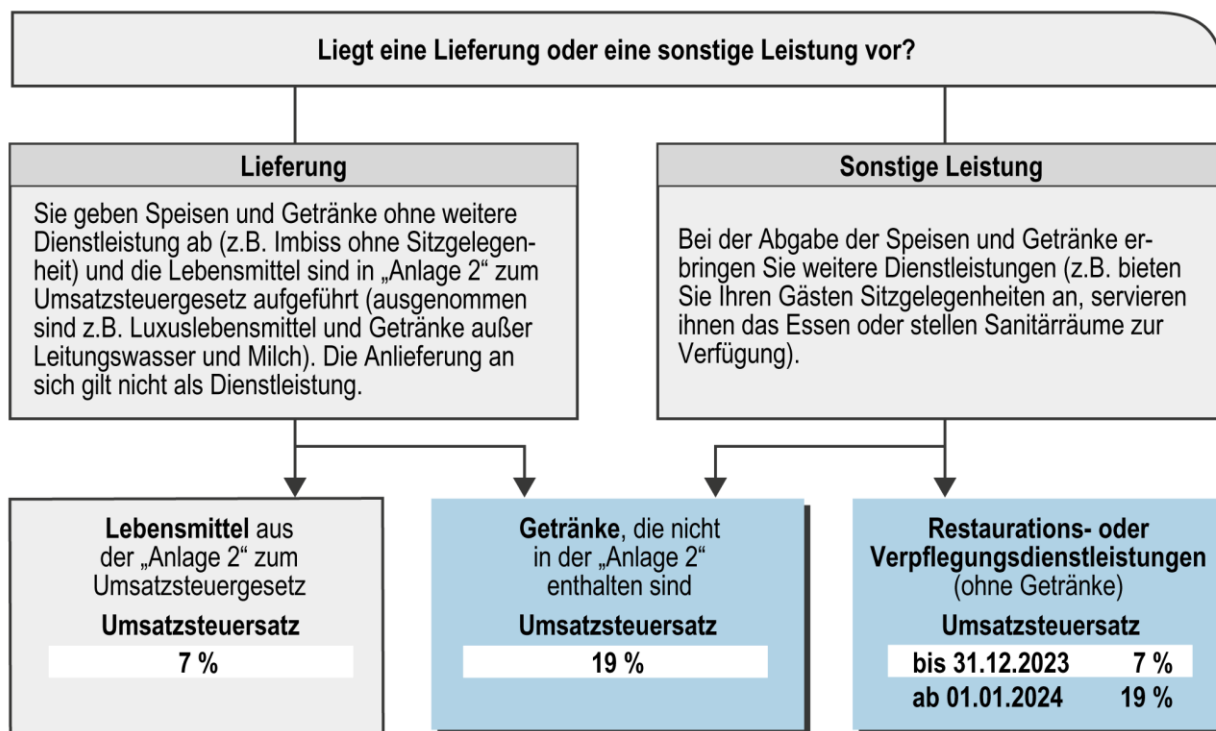 Liegt eine Lieferung oder eine sonstige Leistung vor?
Lieferung
Sie geben Speisen und Getränke ohne weitere
Dienstleistung ab (z.B. Imbiss ohne Sitzgelegen-
heit) und die Lebensmittel sind in „Anlage 2“ zum
Umsatzsteuergesetz aufgeführt (ausgenommen
sind z.B. Luxuslebensmittel und Getränke außer
Leitungswasser und Milch). Die Anlieferung an
sich gilt nicht als Dienstleistung.
Sonstige Leistung
Bei der Abgabe der Speisen und Getränke er-
bringen Sie weitere Dienstleistungen (z.B. bieten
Sie Ihren Gästen Sitzgelegenheiten an, servieren
ihnen das Essen oder stellen Sanitärräume zur
Verfügung).
Lebensmittel aus
der „Anlage 2“ zum
Umsatzsteuergesetz
Umsatzsteuersatz
7 %
Getränke, die nicht
in der „Anlage 2“
enthalten sind
Umsatzsteuersatz
19 %
Restaurations- oder
Verpflegungsdienstleistungen
(ohne Getränke)
Umsatzsteuersatz
bis 31.12.2023 7 %
ab 01.01.2024 19 %